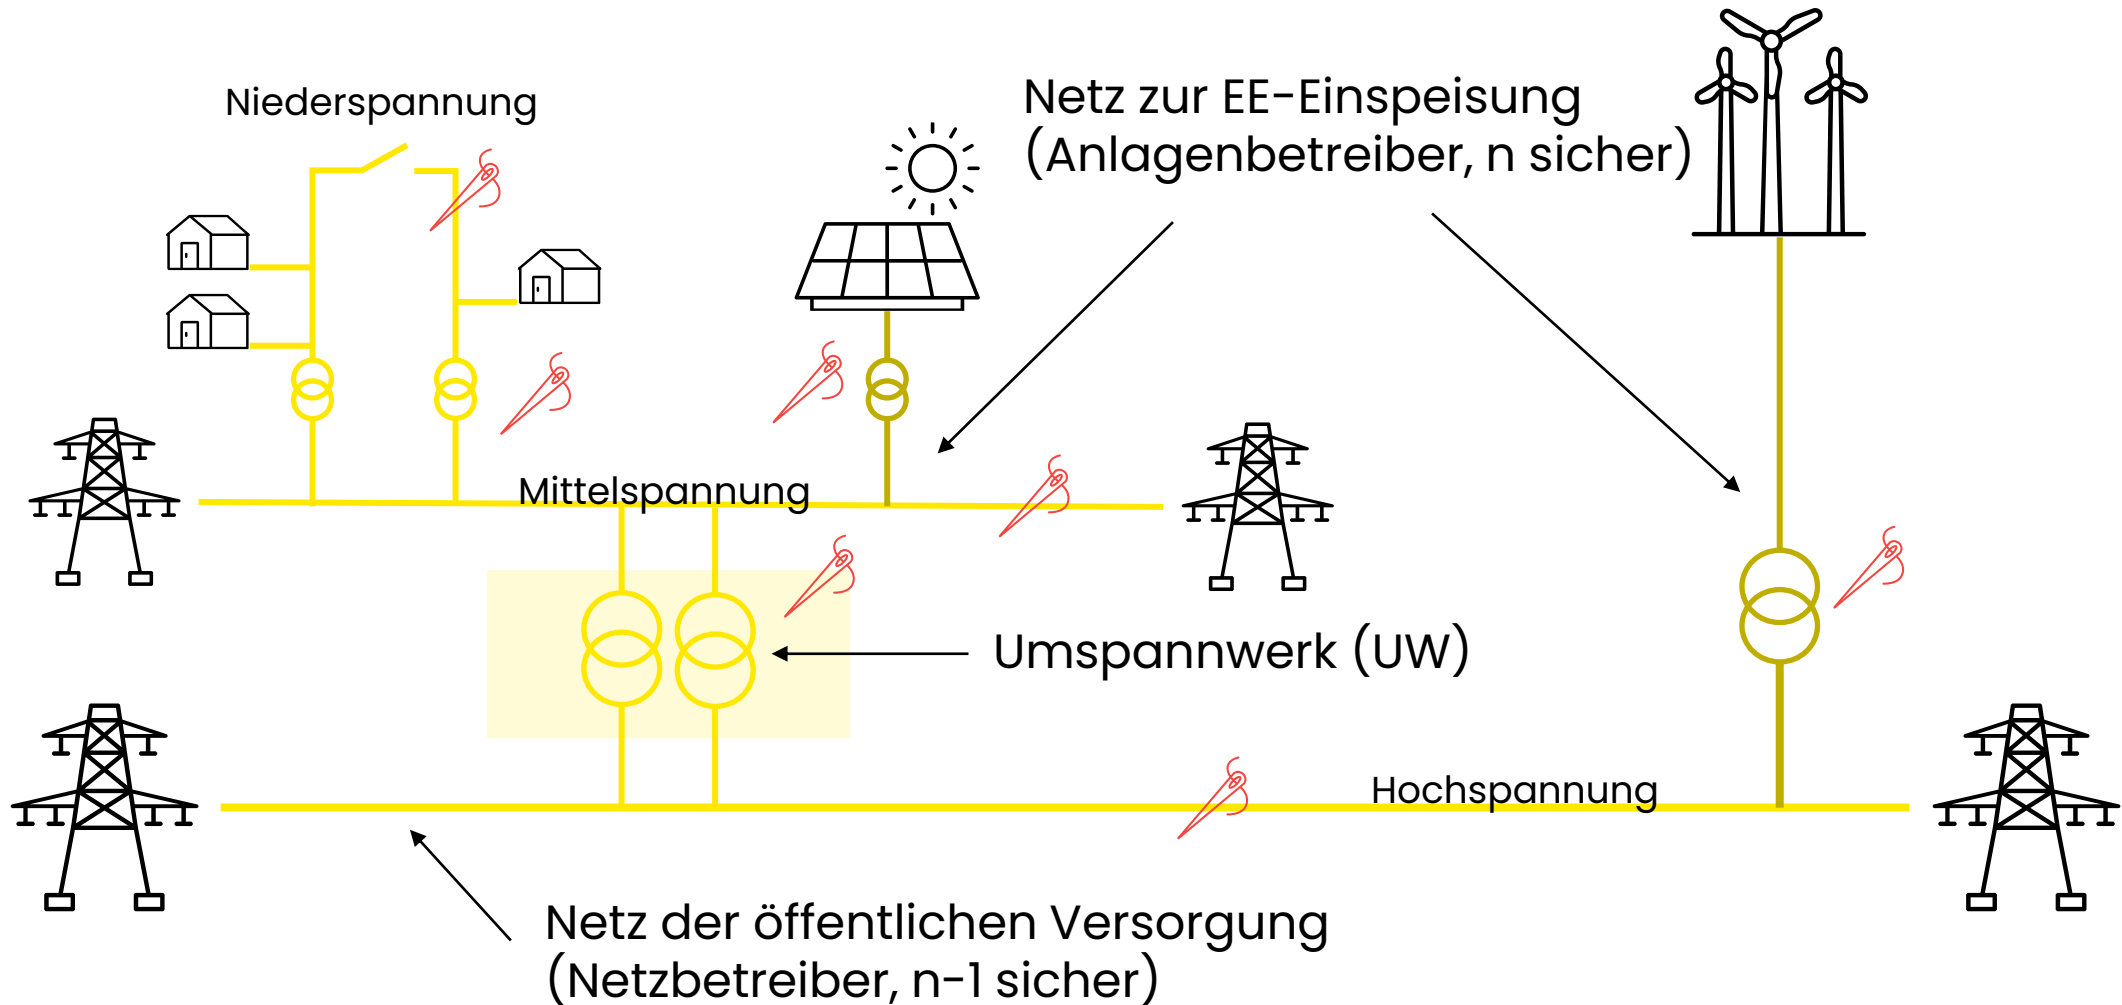 Niederspannung
Netz zur EE-Einspeisung
(Anlagenbetreiber, n sicher)
Mittelspannung
Umspannwerk (UW)
Hochspannung
Netz der öffentlichen Versorgung
(Netzbetreiber, n-1 sicher)